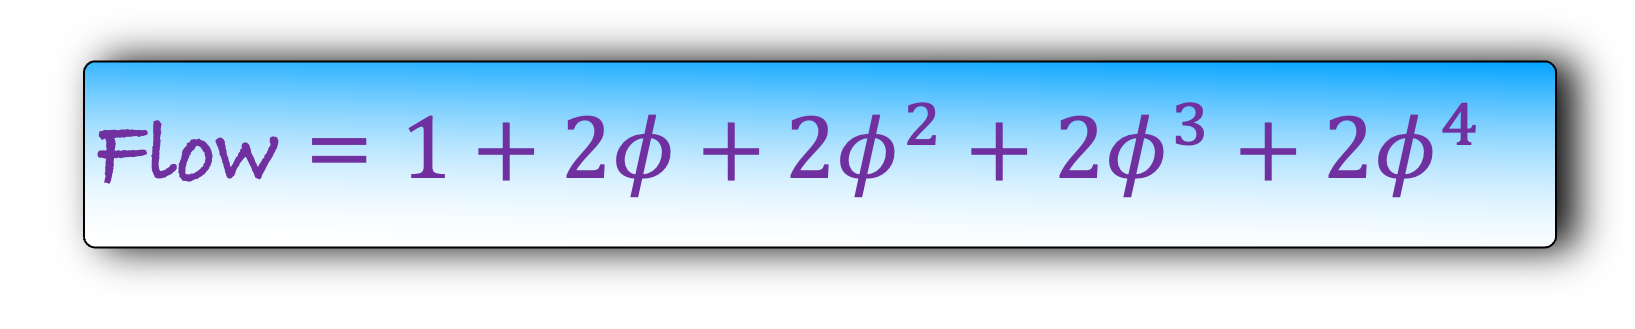 Flow = 1 + 2ϕ + 2ϕ² + 2ϕ³ + 2ϕ⁴